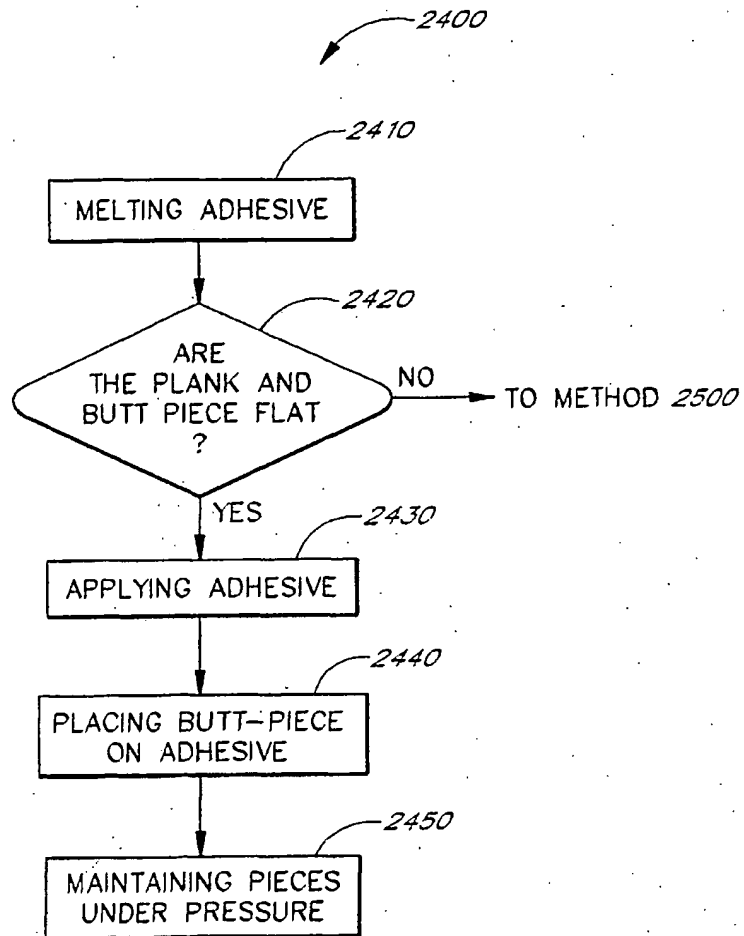 2400
2410
MELTING ADHESIVE
2420
ARE
THE PLANK AND
BUTT PIECE FLAT
?
NO
TO METHOD 2500
YES
2430
APPLYING ADHESIVE
2440
PLACING BUTT-PIECE
ON ADHESIVE
2450
MAINTAINING PIECES
UNDER PRESSURE